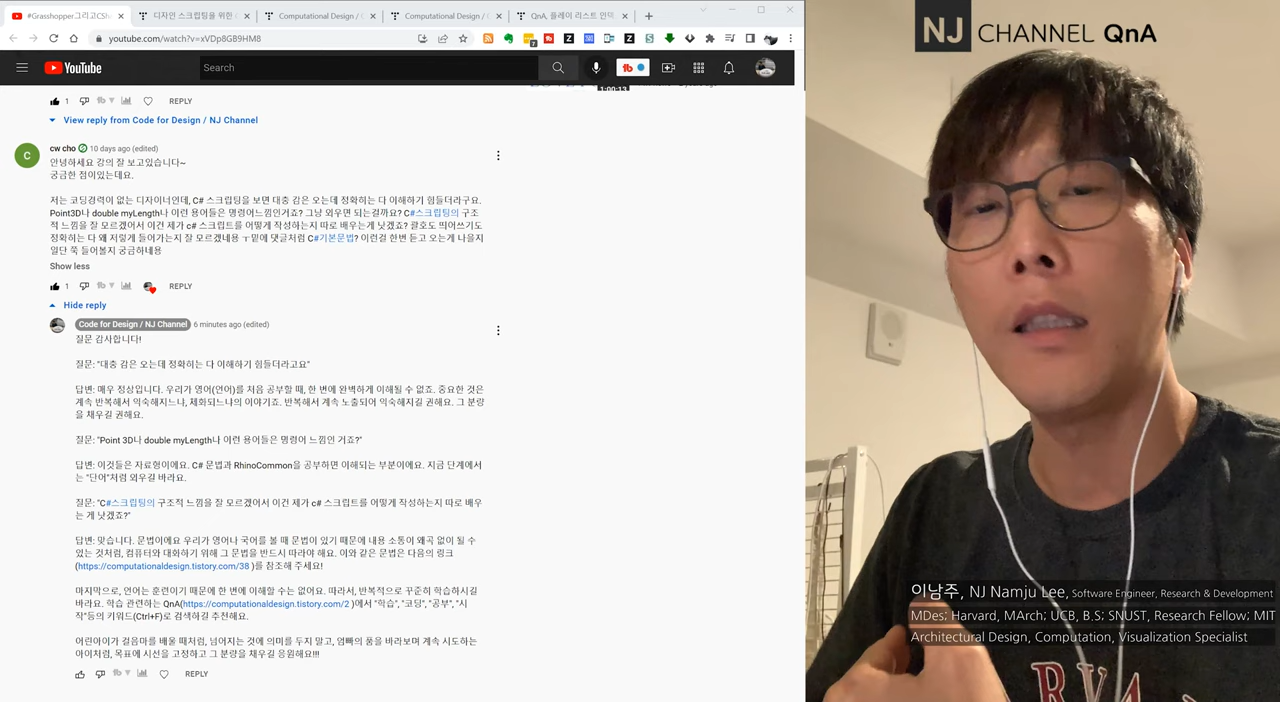 #Grasshopper.그리고CSh
디자인 스크립팅을 위한
Computational Design /
Computational Design /
QnA, 플레이 리스트 인덱
youtube.com/watch?v=xVDp8GB9HM8
YouTube
Search
1:00:13
1
REPLY
View reply from Code for Design / NJ Channel
C
cw cho 10 days ago (edited)
안녕하세요 강의 잘 보고있습니다~
궁금한 점이있는데요.
저는 코딩경력이 없는 디자이너인데, C# 스크립팅을 보면 대충 감은 오는데 정확히는 다 이해하기 힘들더라구요.
Point3D나 double myLength나 이런 용어들은 명령어느낌인거죠? 그냥 외우면 되는걸까요? C#스크립팅의 구조
적 느낌을 잘 모르겠어서 이건 제가 c# 스크립트를 어떻게 작성하는지 따로 배우는게 낫겠죠? 괄호도 띄어쓰기도
정확히는 다 왜 저렇게 들어가는지 잘 모르겠네용 ㅜ밑에 댓글처럼 C#기본문법? 이런걸 한번 듣고 오는게 나을지
일단 쭉 들어볼지 궁금하네용
Show less
1
REPLY
Hide reply
Code for Design / NJ Channel 6 minutes ago (edited)
질문 감사합니다!
질문: "대충 감은 오는데 정확히는 다 이해하기 힘들더라고요"
답변: 매우 정상입니다. 우리가 영어(언어)를 처음 공부할 때, 한 번에 완벽하게 이해될 수 없죠. 중요한 것은
계속 반복해서 익숙해지느냐, 체화되느냐의 이야기죠. 반복해서 계속 노출되어 익숙해지길 권해요. 그 분량
을 채우길 권해요.
질문: "Point 3D나 double myLength나 이런 용어들은 명령어 느낌인 거죠?"
답변: 이것들은 자료형이에요. C# 문법과 RhinoCommon을 공부하면 이해되는 부분이에요. 지금 단계에서
는 "단어"처럼 외우길 바라요.
질문: "C#스크립팅의 구조적 느낌을 잘 모르겠어서 이건 제가 c# 스크립트를 어떻게 작성하는지 따로 배우
는 게 낫겠죠?"
답변: 맞습니다. 문법이에요 우리가 영어나 국어를 볼 때 문법이 있기 때문에 내용 소통이 왜곡 없이 될 수
있는 것처럼, 컴퓨터와 대화하기 위해 그 문법을 반드시 따라야 해요. 이와 같은 문법은 다음의 링크
(https://computationaldesign.tistory.com/38 )를 참조해 주세요!
마지막으로, 언어는 훈련이기 때문에 한 번에 이해할 수는 없어요. 따라서, 반복적으로 꾸준히 학습하시길
바라요. 학습 관련하는 QnA(https://computationaldesign.tistory.com/2 )에서 "학습", "코딩", "공부", "시
작"등의 키워드(Ctrl+F)로 검색하길 추천해요.
어린아이가 걸음마를 배울 때처럼, 넘어지는 것에 의미를 두지 말고, 엄빠의 품을 바라보며 계속 시도하는
아이처럼, 목표에 시선을 고정하고 그 분량을 채우길 응원해요!!!
REPLY
NJ CHANNEL QnA
이남주, NJ Namju Lee, Software Engineer, Research & Development
MDes; Harvard, MArch; UCB, B.S; SNUST, Research Fellow; MIT
Architectural Design, Computation, Visualization Specialist